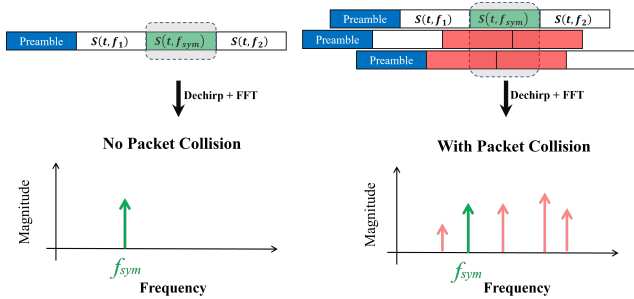 Preamble S(t, f₁) S(t, fsym) S(t, f₂)
Dechirp + FFT
No Packet Collision
Magnitude
fsym
Frequency
Preamble S(t, f₁) S(t, fsym) S(t, f₂)
Preamble
Preamble
Dechirp + FFT
With Packet Collision
Magnitude
fsym
Frequency